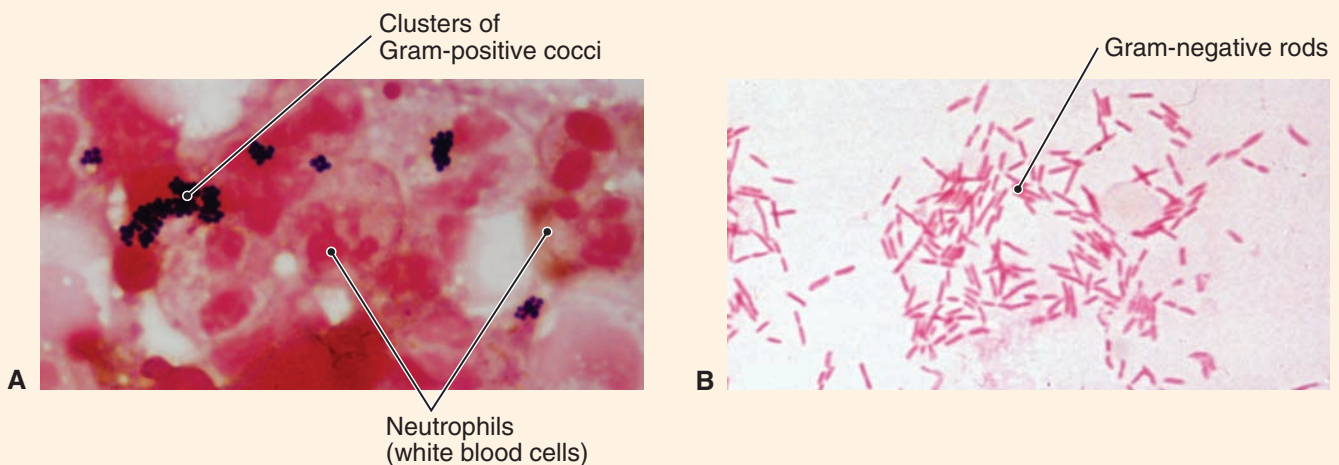 Clusters of
Gram-positive cocci
Gram-negative rods
A
B
Neutrophils
(white blood cells)